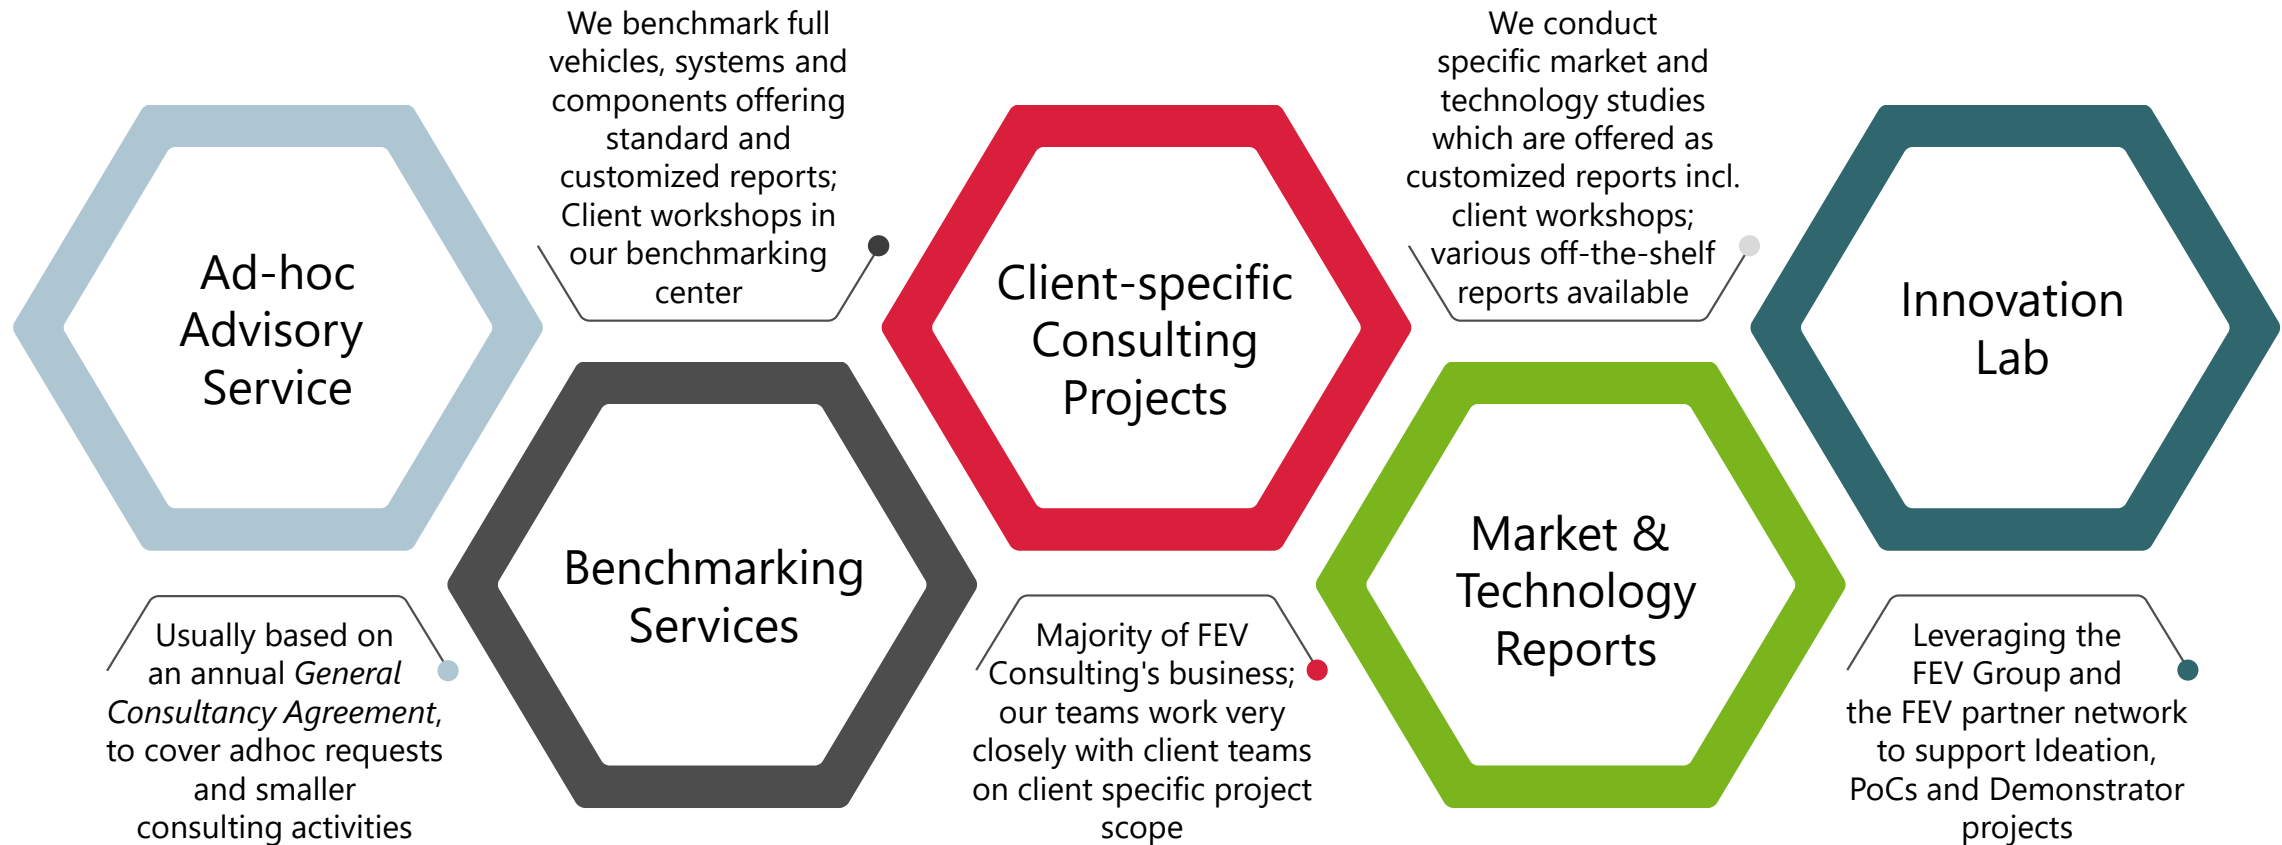 Ad-hoc
Advisory
Service
Usually based on
an annual General
Consultancy Agreement,
to cover adhoc requests
and smaller
consulting activities
We benchmark full
vehicles, systems and
components offering
standard and
customized reports;
Client workshops in
our benchmarking
center
Benchmarking
Services
Client-specific
Consulting
Projects
Majority of FEV
Consulting's business;
our teams work very
closely with client teams
on client specific project
scope
We conduct
specific market and
technology studies
which are offered as
customized reports incl.
client workshops;
various off-the-shelf
reports available
Market &
Technology
Reports
Innovation
Lab
Leveraging the
FEV Group and
the FEV partner network
to support Ideation,
PoCs and Demonstrator
projects